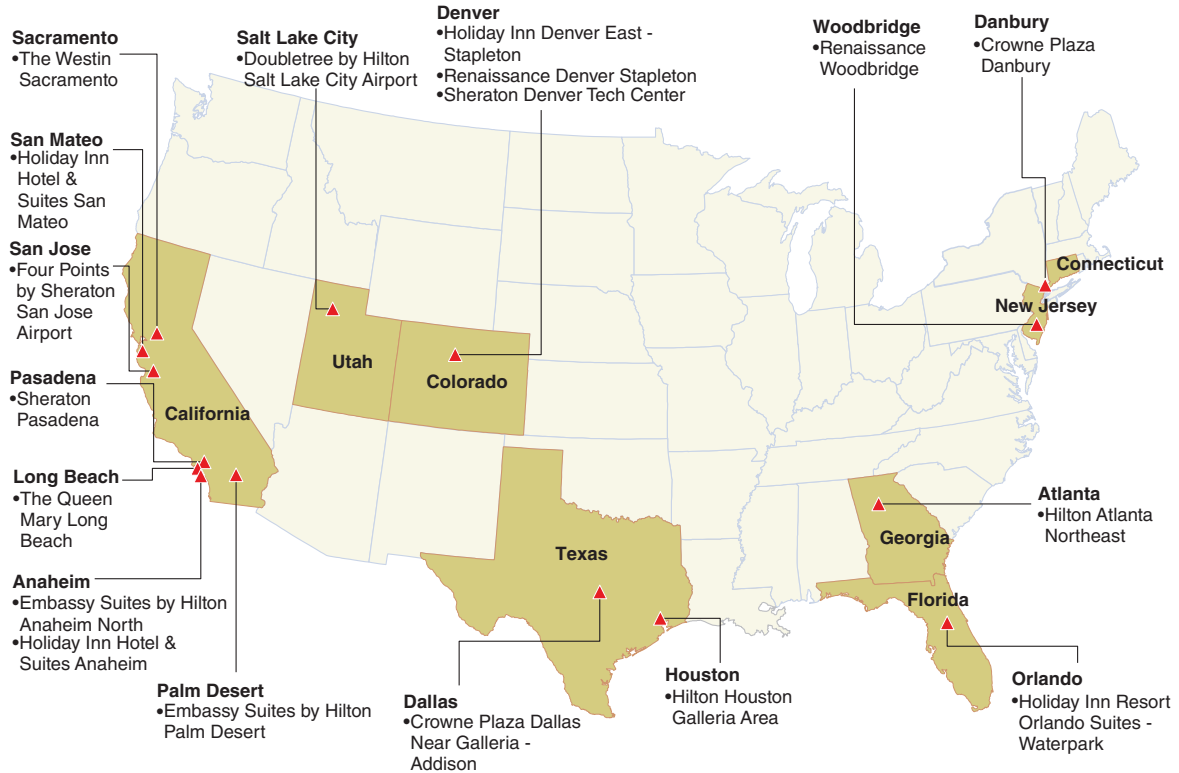 Sacramento
•The Westin
Sacramento
San Mateo
•Holiday Inn
Hotel &
Suites San
Mateo
San Jose
•Four Points
by Sheraton
San Jose
Airport
Pasadena
•Sheraton
Pasadena
Long Beach
•The Queen
Mary Long
Beach
Anaheim
•Embassy Suites by Hilton
Anaheim North
•Holiday Inn Hotel &
Suites Anaheim
Palm Desert
•Embassy Suites by Hilton
Palm Desert
Salt Lake City
•Doubletree by Hilton
Salt Lake City Airport
Denver
•Holiday Inn Denver East -
Stapleton
•Renaissance Denver Stapleton
•Sheraton Denver Tech Center
Woodbridge
•Renaissance
Woodbridge
Danbury
•Crowne Plaza
Danbury
Connecticut
New Jersey
Utah
Colorado
California
Texas
Georgia
Florida
Atlanta
•Hilton Atlanta
Northeast
Dallas
•Crowne Plaza Dallas
Near Galleria -
Addison
Houston
•Hilton Houston
Galleria Area
Orlando
•Holiday Inn Resort
Orlando Suites -
Waterpark